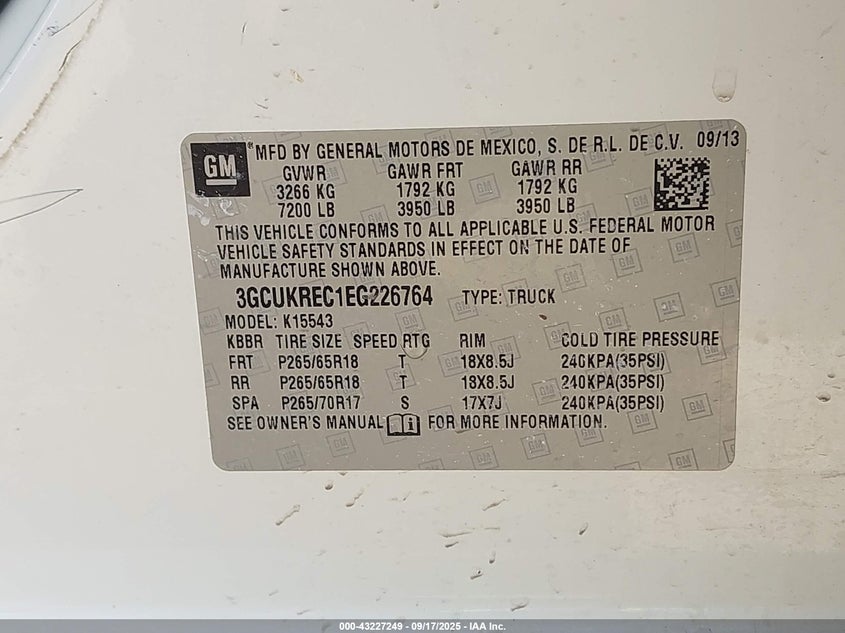 GM ® MFD BY GENERAL MOTORS DE MEXICO, S. DE R.L. DE C.V. 09/13
GVWR GAWR FRT GAWR RR
3266 KG 1792 KG 1792 KG
7200 LB 3950 LB 3950 LB
THIS VEHICLE CONFORMS TO ALL APPLICABLE U.S. FEDERAL MOTOR
VEHICLE SAFETY STANDARDS IN EFFECT ON THE DATE OF
MANUFACTURE SHOWN ABOVE.
3GCUKREC1EG226764 TYPE: TRUCK
MODEL: K15543
KBBR TIRE SIZE SPEED RTG RIM COLD TIRE PRESSURE
FRT P265/65R18 T 18X8.5J 240KPA(35PSI)
RR P265/65R18 T 18X8.5J 240KPA(35PSI)
SPA P265/70R17 S 17X7J 240KPA(35PSI)
SEE OWNER'S MANUAL FOR MORE INFORMATION.
000-43227249 - 09/17/2025 - IAA Inc.